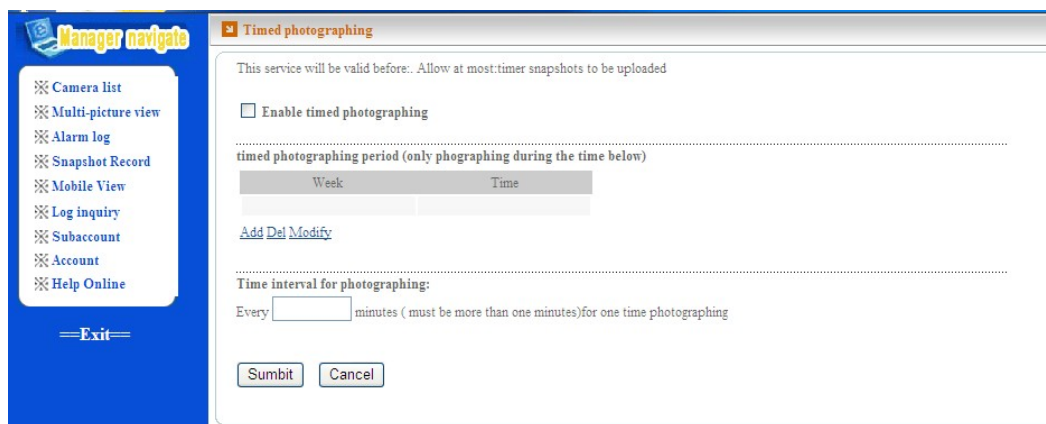 Manager navigate
Camera list
Multi-picture view
Alarm log
Snapshot Record
Mobile View
Log inquiry
Subaccount
Account
Help Online
==Exit==
Timed photographing
This service will be valid before:. Allow at most:timer snapshots to be uploaded
Enable timed photographing
timed photographing period (only phographing during the time below)
Week Time
Add Del Modify
Time interval for photographing:
Every minutes ( must be more than one minutes)for one time photographing
Sumbit Cancel